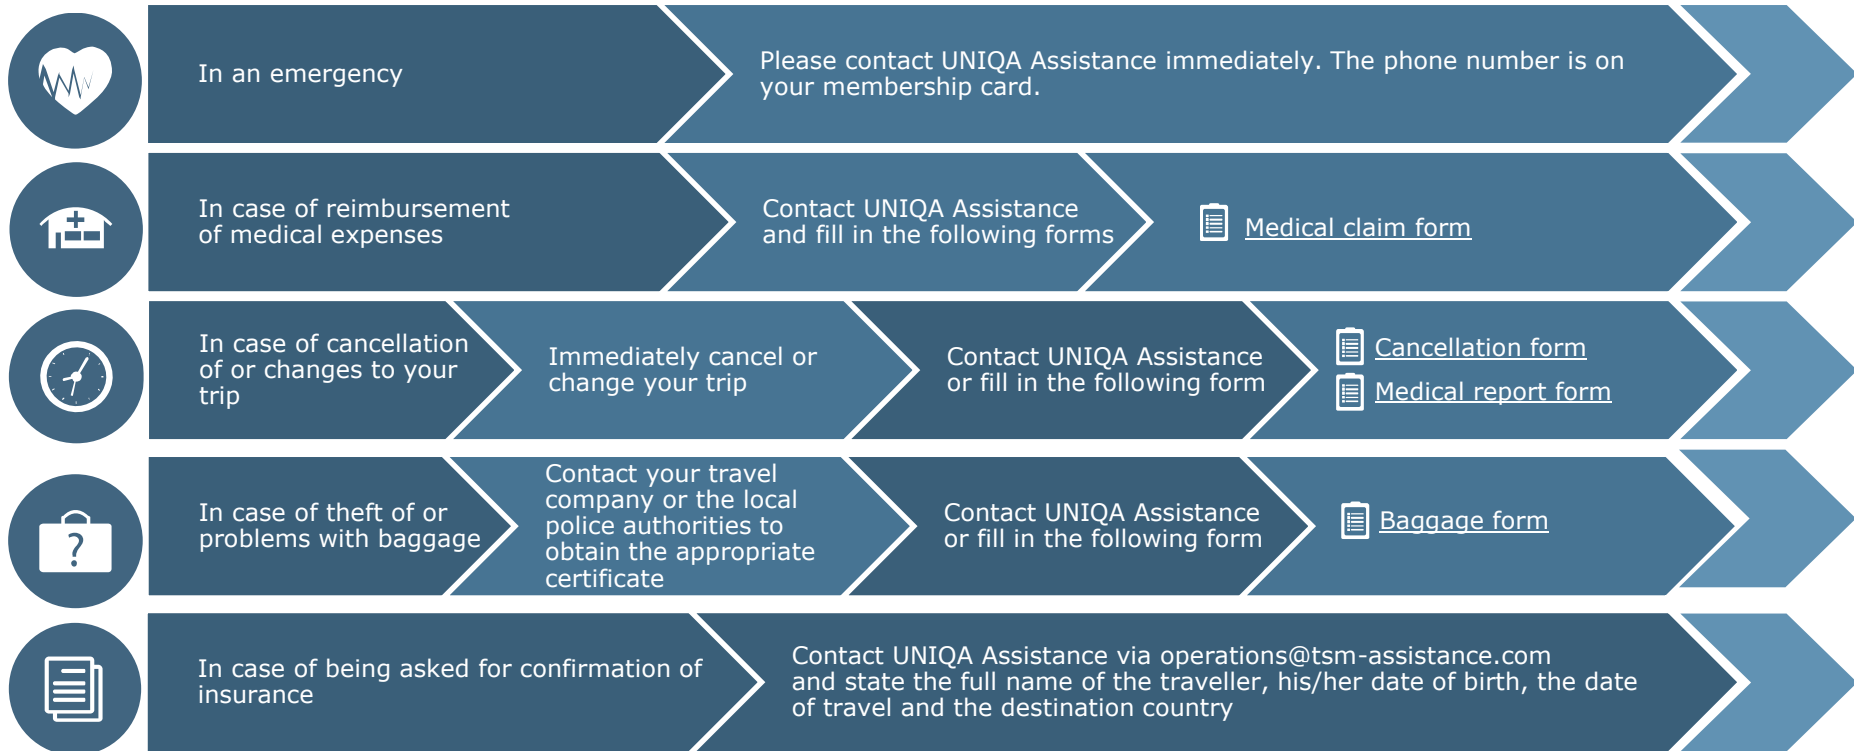 In an emergency
Please contact UNIQA Assistance immediately. The phone number is on
your membership card.
In case of reimbursement
of medical expenses
Contact UNIQA Assistance
and fill in the following forms
Medical claim form
In case of cancellation
of or changes to your
trip
Immediately cancel or
change your trip
Contact UNIQA Assistance
or fill in the following form
Cancellation form
Medical report form
In case of theft of or
problems with baggage
Contact your travel
company or the local
police authorities to
obtain the appropriate
certificate
Contact UNIQA Assistance
or fill in the following form
Baggage form
?
In case of being asked for confirmation of
insurance
Contact UNIQA Assistance via operations@tsm-assistance.com
and state the full name of the traveller, his/her date of birth, the date
of travel and the destination country